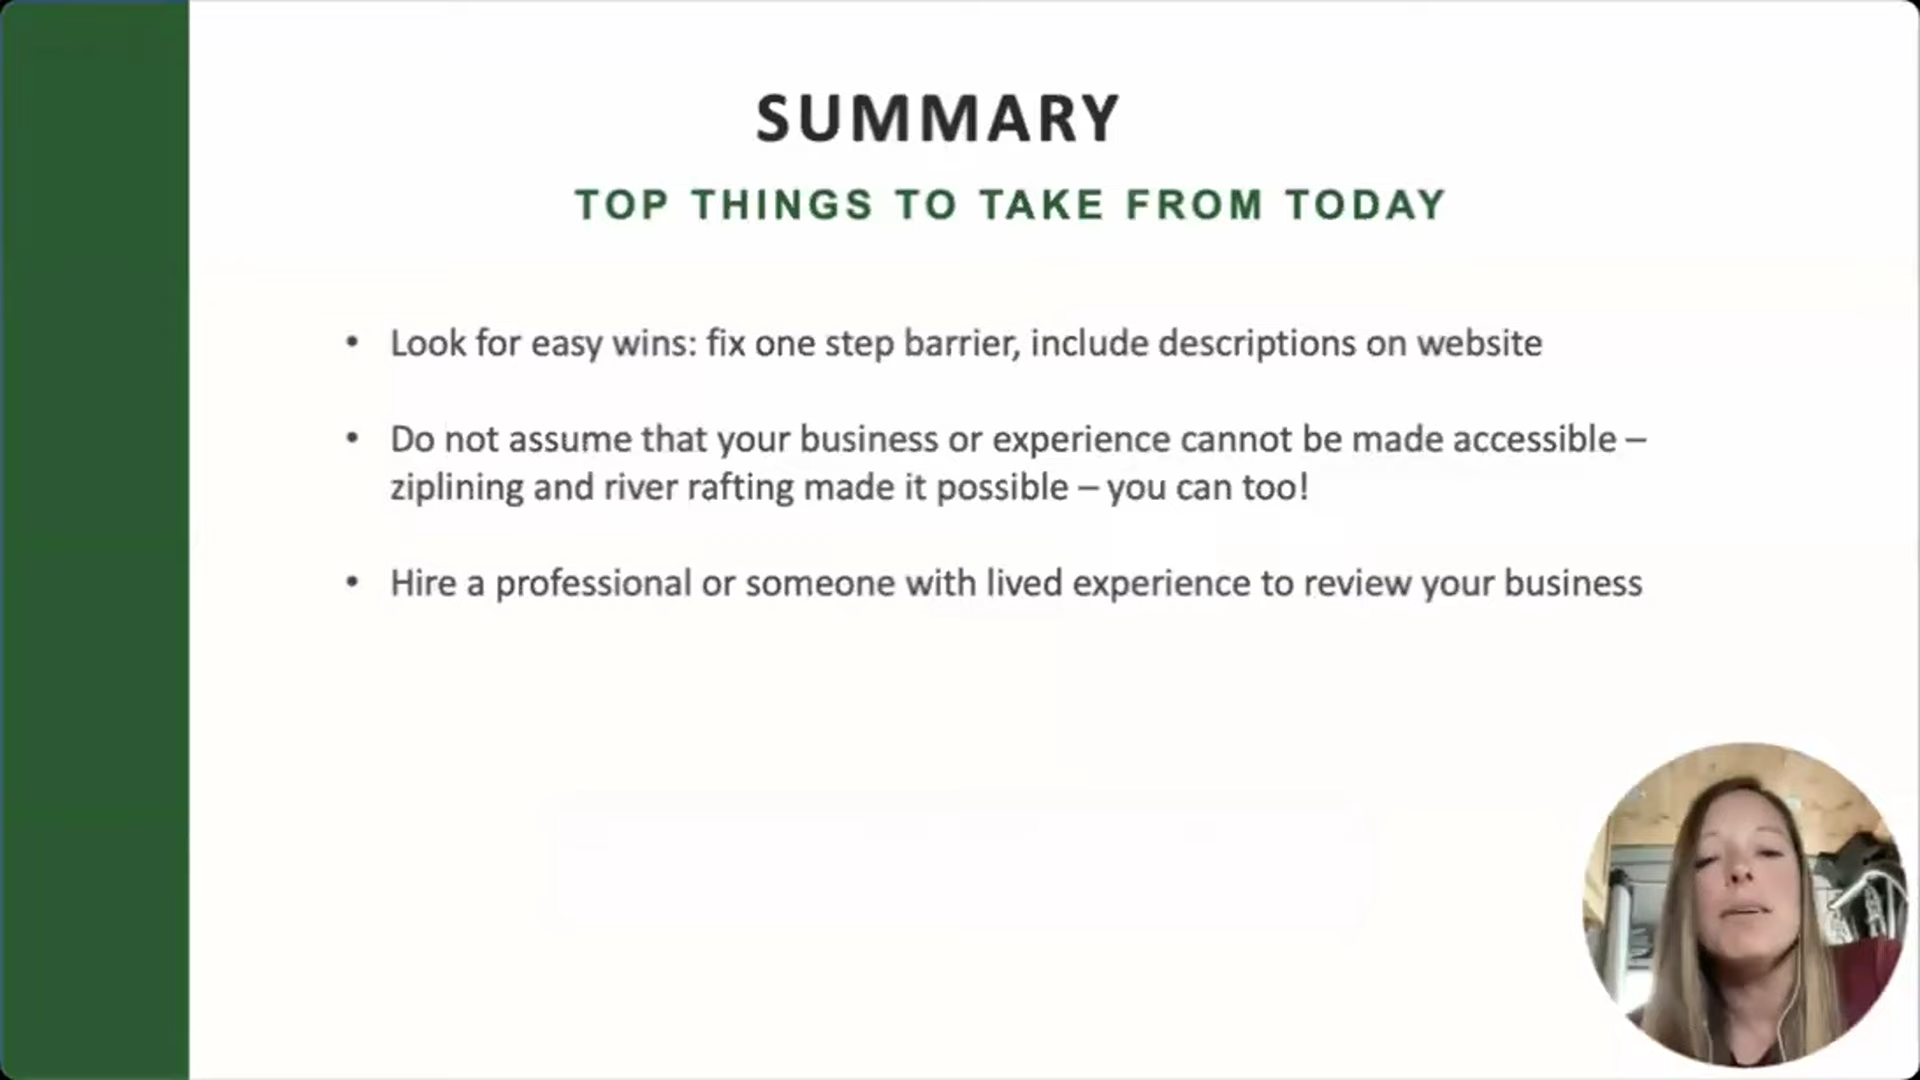 SUMMARY
TOP THINGS TO TAKE FROM TODAY
• Look for easy wins: fix one step barrier, include descriptions on website
• Do not assume that your business or experience cannot be made accessible –
ziplining and river rafting made it possible – you can too!
• Hire a professional or someone with lived experience to review your business